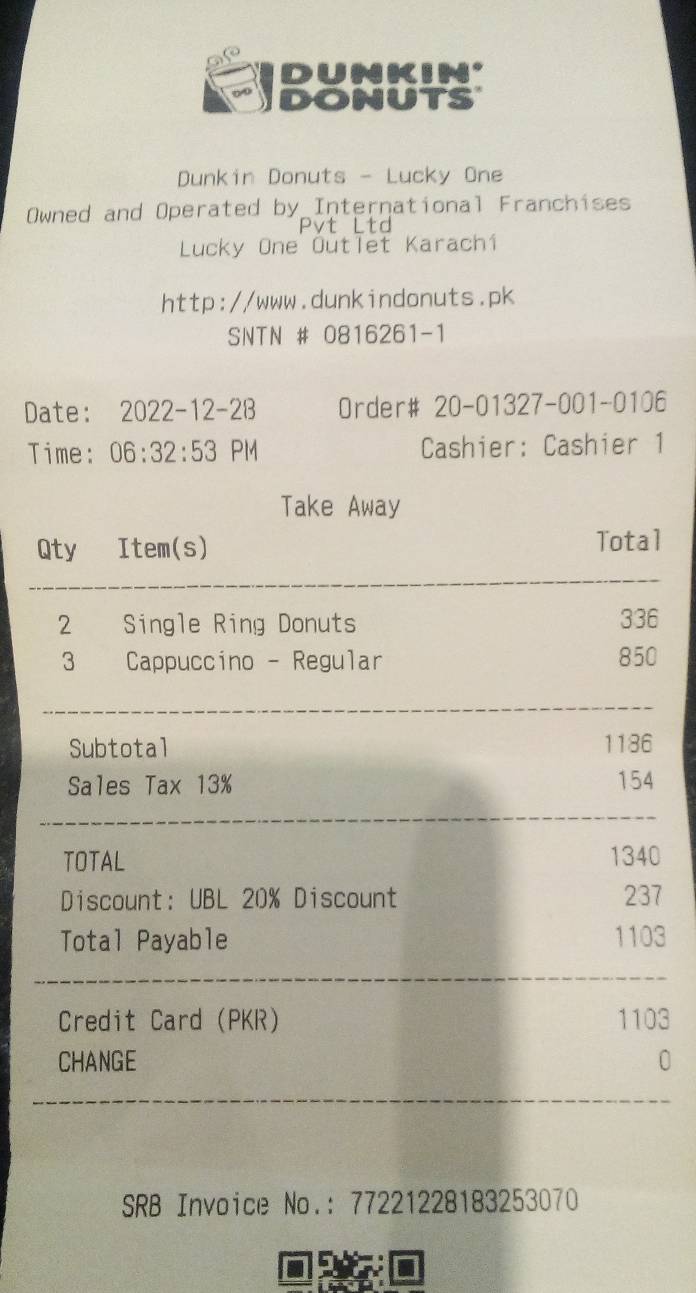 DUNKIN'
DONUTS
Dunkin Donuts - Lucky One
Owned and Operated by International Franchises
Pvt Ltd
Lucky One Outlet Karachi
http://www.dunkindonuts.pk
SNTN # 0816261-1
Date: 2022-12-28 Order# 20-01327-001-0106
Time: 06:32:53 PM Cashier: Cashier 1
Take Away
Qty Item(s) Total
2 Single Ring Donuts 336
3 Cappuccino - Regular 850
Subtotal 1186
Sales Tax 13% 154
TOTAL 1340
Discount: UBL 20% Discount 237
Total Payable 1103
Credit Card (PKR) 1103
CHANGE 0
SRB Invoice No.: 77221228183253070